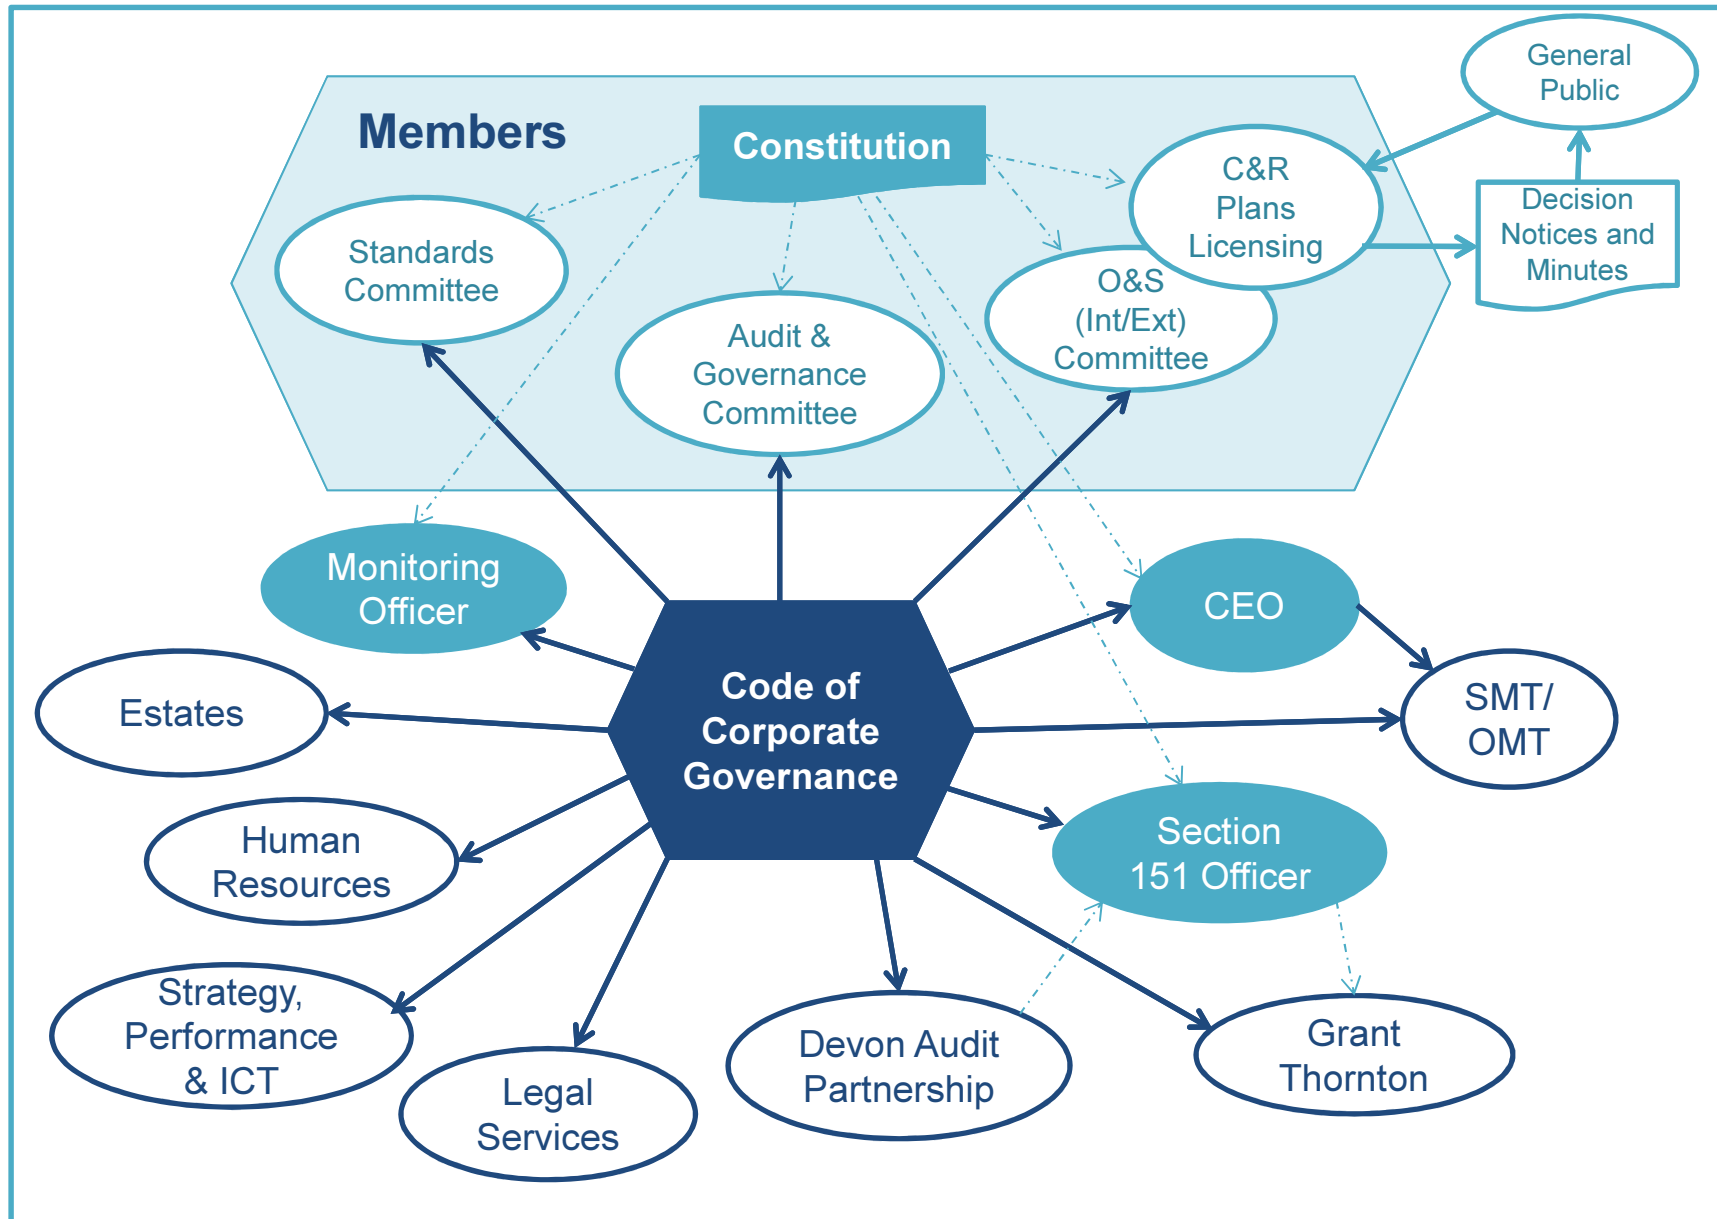 General
Public
Members
Constitution
C&R
Plans
Licensing
Decision
Notices and
Minutes
Standards
Committee
O&S
(Int/Ext)
Committee
Audit &
Governance
Committee
Monitoring
Officer
CEO
Estates
Code of
Corporate
Governance
SMT/
OMT
Human
Resources
Section
151 Officer
Strategy,
Performance
& ICT
Legal
Services
Devon Audit
Partnership
Grant
Thornton